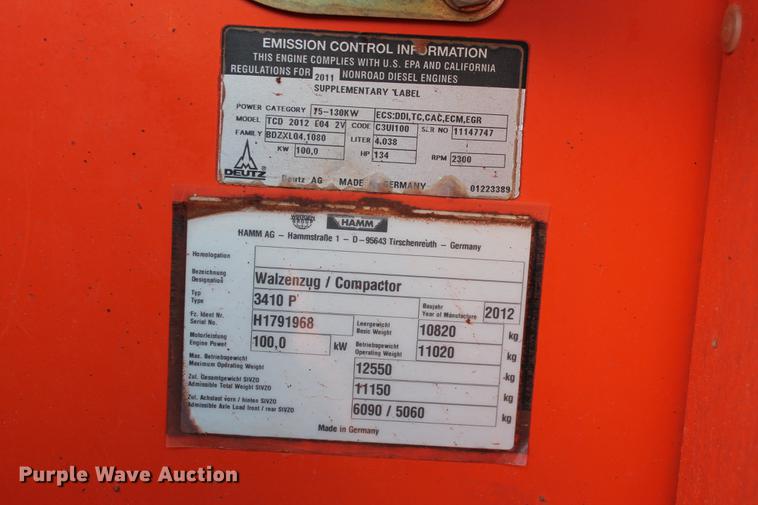 EMISSION CONTROL INFORMATION
THIS ENGINE COMPLIES WITH U.S. EPA AND CALIFORNIA
REGULATIONS FOR 2011 NONROAD DIESEL ENGINES
SUPPLEMENTARY LABEL
POWER CATEGORY 75-130KW ECS:DDI,TC,CAC,ECM,EGR
MODEL TCD 2012 E04 2V CODE C3UI100 SER NO 11147747
FAMILY BDZXL04.1080 LITER 4.038
KW 100,0 HP 134 RPM 2300
DEUTZ
Deutz AG MADE GERMANY 01223389
WIRTGEN GROUP HAMM
HAMM AG – Hammstraße 1 – D-95643 Tirschenreuth – Germany
Homologation
Bezeichnung
Designation Walzenzug / Compactor
Typ
Type 3410 P Baujahr
Year of Manufacture 2012
Fz. Ident Nr.
Serial No. H1791968 Leergewicht
Basic Weight 10820 kg
Motorleistung
Engine Power 100,0 kW Betriebsgewicht
Operating Weight 11020 kg
Max. Betriebsgewicht
Maximum Operating Weight 12550 kg
Zul. Gesamtgewicht StVZO
Admissible Total Weight StVZO 11150 kg
Zul. Achslast vorn / hinten StVZO
Admissible Axle Load front / rear StVZO 6090 / 5060 kg
Made in Germany
Purple Wave Auction